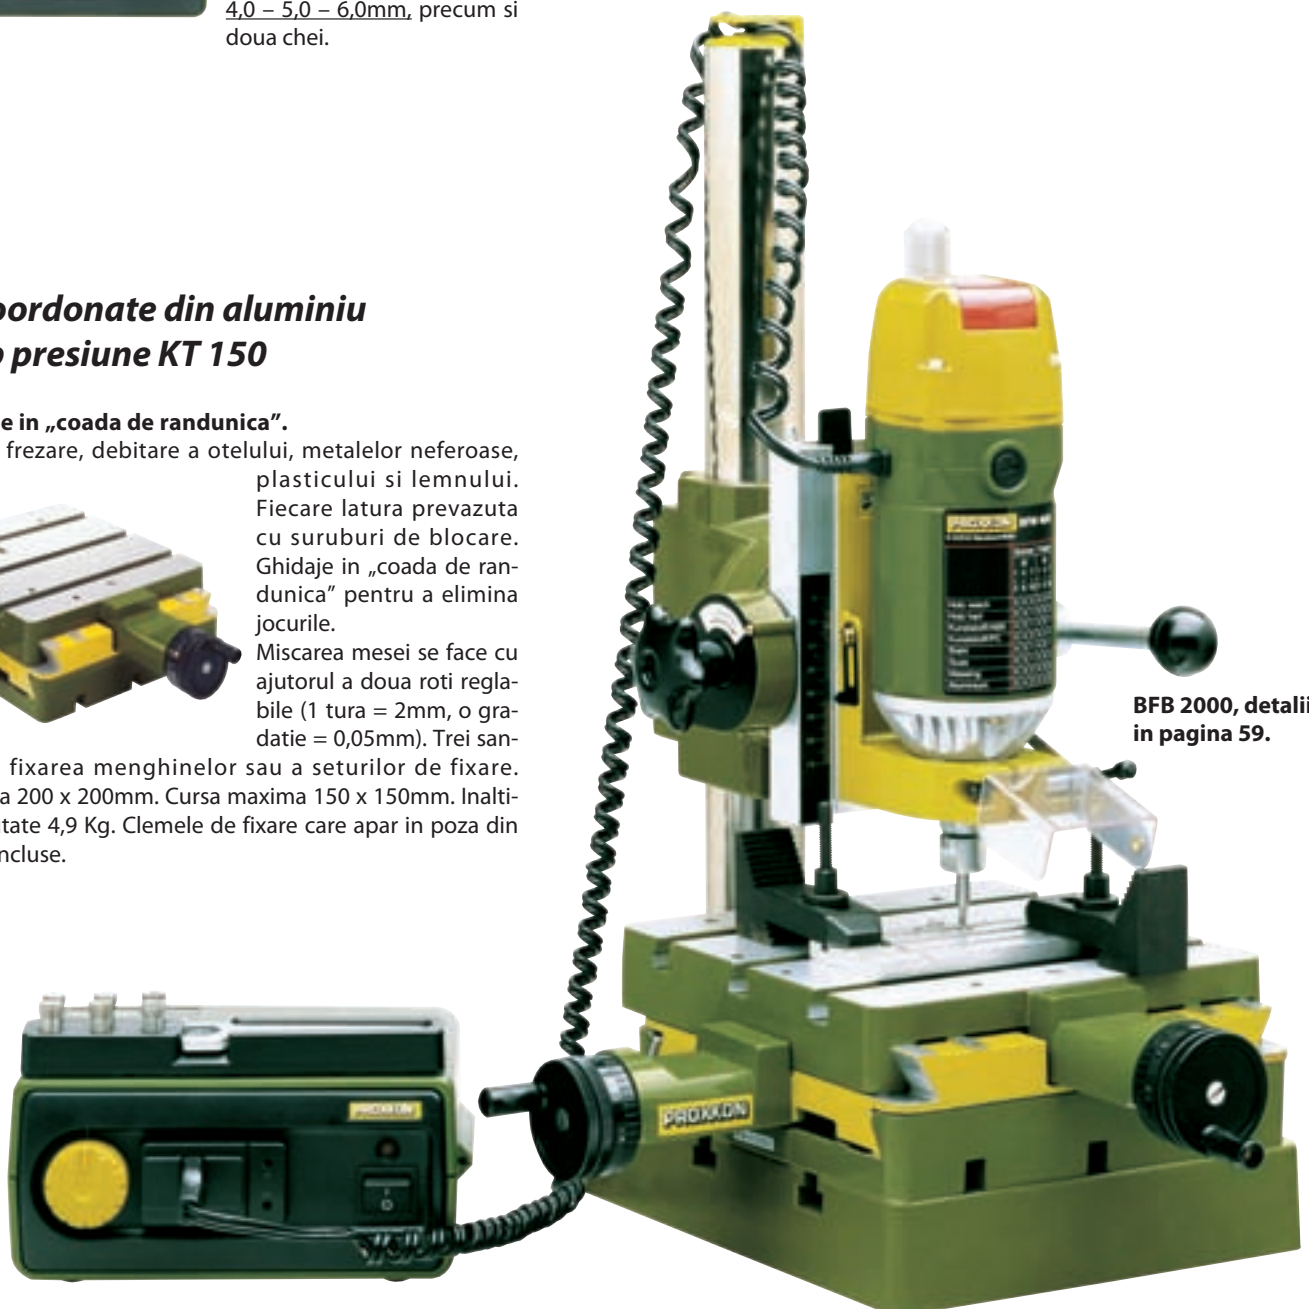 4,0 – 5,0 – 6,0mm, precum si
doua chei.
oordonate din aluminiu
presiune KT 150
e in „coada de randunica”.
frezare, debitare a otelului, metalelor neferoase,
plasticului si lemnului.
Fiecare latura prevazuta
cu suruburi de blocare.
Ghidaje in „coada de ran-
dunica” pentru a elimina
jocurile.
Miscarea mesei se face cu
ajutorul a doua roti regla-
bile (1 tura = 2mm, o gra-
datie = 0,05mm). Trei san-
fixarea menghinelor sau a seturilor de fixare.
a 200 x 200mm. Cursa maxima 150 x 150mm. Inalti-
tate 4,9 Kg. Clemele de fixare care apar in poza din
ncluse.
BFB 2000, detalii
in pagina 59.
PROXXON
PROXXON
PROXXON